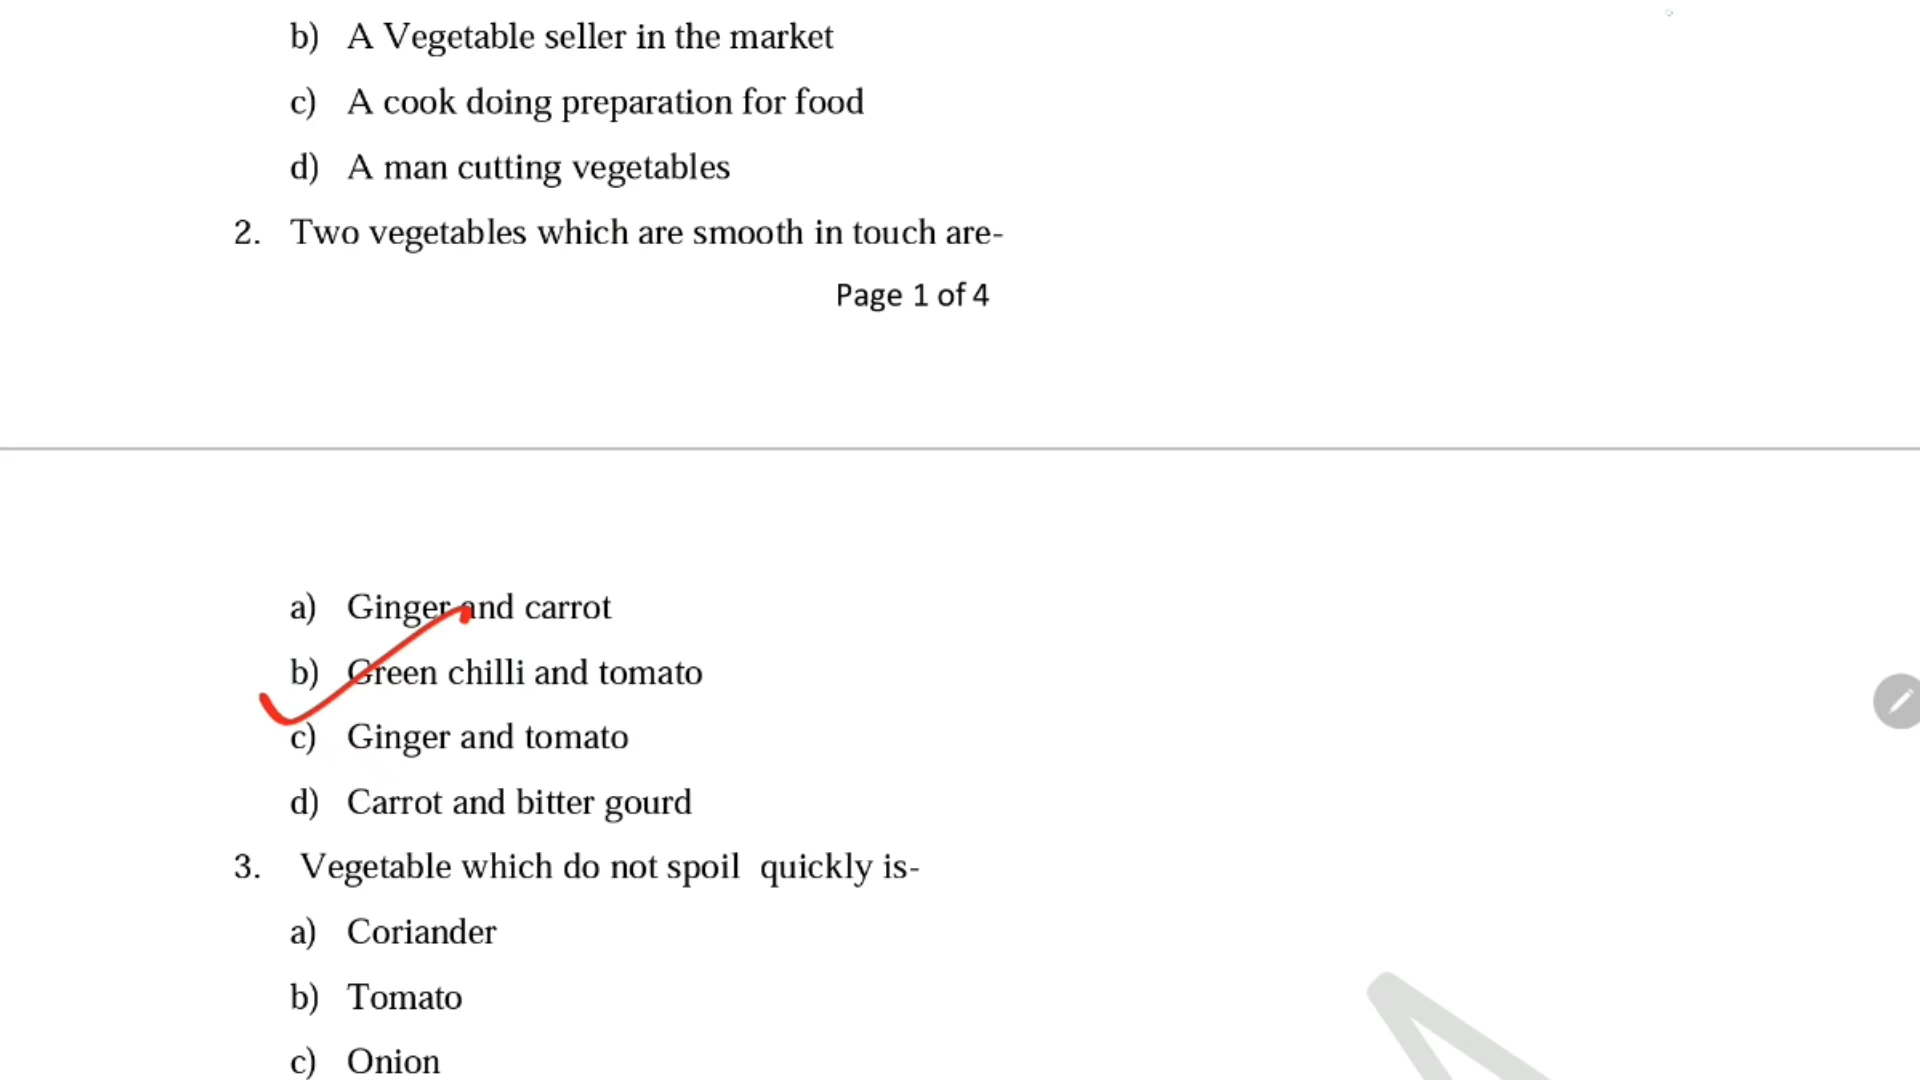 b) A Vegetable seller in the market
c) A cook doing preparation for food
d) A man cutting vegetables
2. Two vegetables which are smooth in touch are-
Page 1 of 4
a) Ginger and carrot
b) Green chilli and tomato
c) Ginger and tomato
d) Carrot and bitter gourd
3. Vegetable which do not spoil quickly is-
a) Coriander
b) Tomato
c) Onion